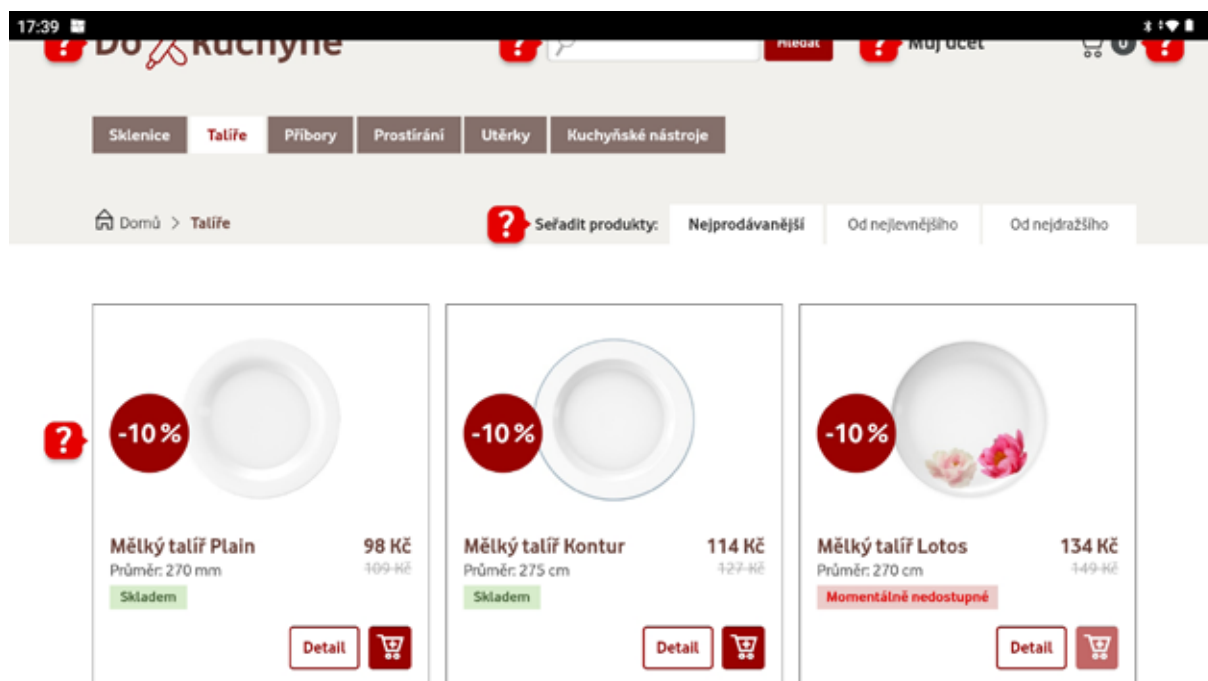 17:39
? Do kuchyně ? Hledat ? Můj účet 0 ?
Sklenice Talíře Příbory Prostírání Utěrky Kuchyňské nástroje
Domů > Talíře ? Seřadit produkty: Nejprodávanější Od nejlevnějšího Od nejdražšího
?
-10 % -10 % -10 %
Mělký talíř Plain 98 Kč
Průměr: 270 mm 109 Kč
Skladem
Detail
Mělký talíř Kontur 114 Kč
Průměr: 275 cm 127 Kč
Skladem
Detail
Mělký talíř Lotos 134 Kč
Průměr: 270 cm 149 Kč
Momentálně nedostupné
Detail